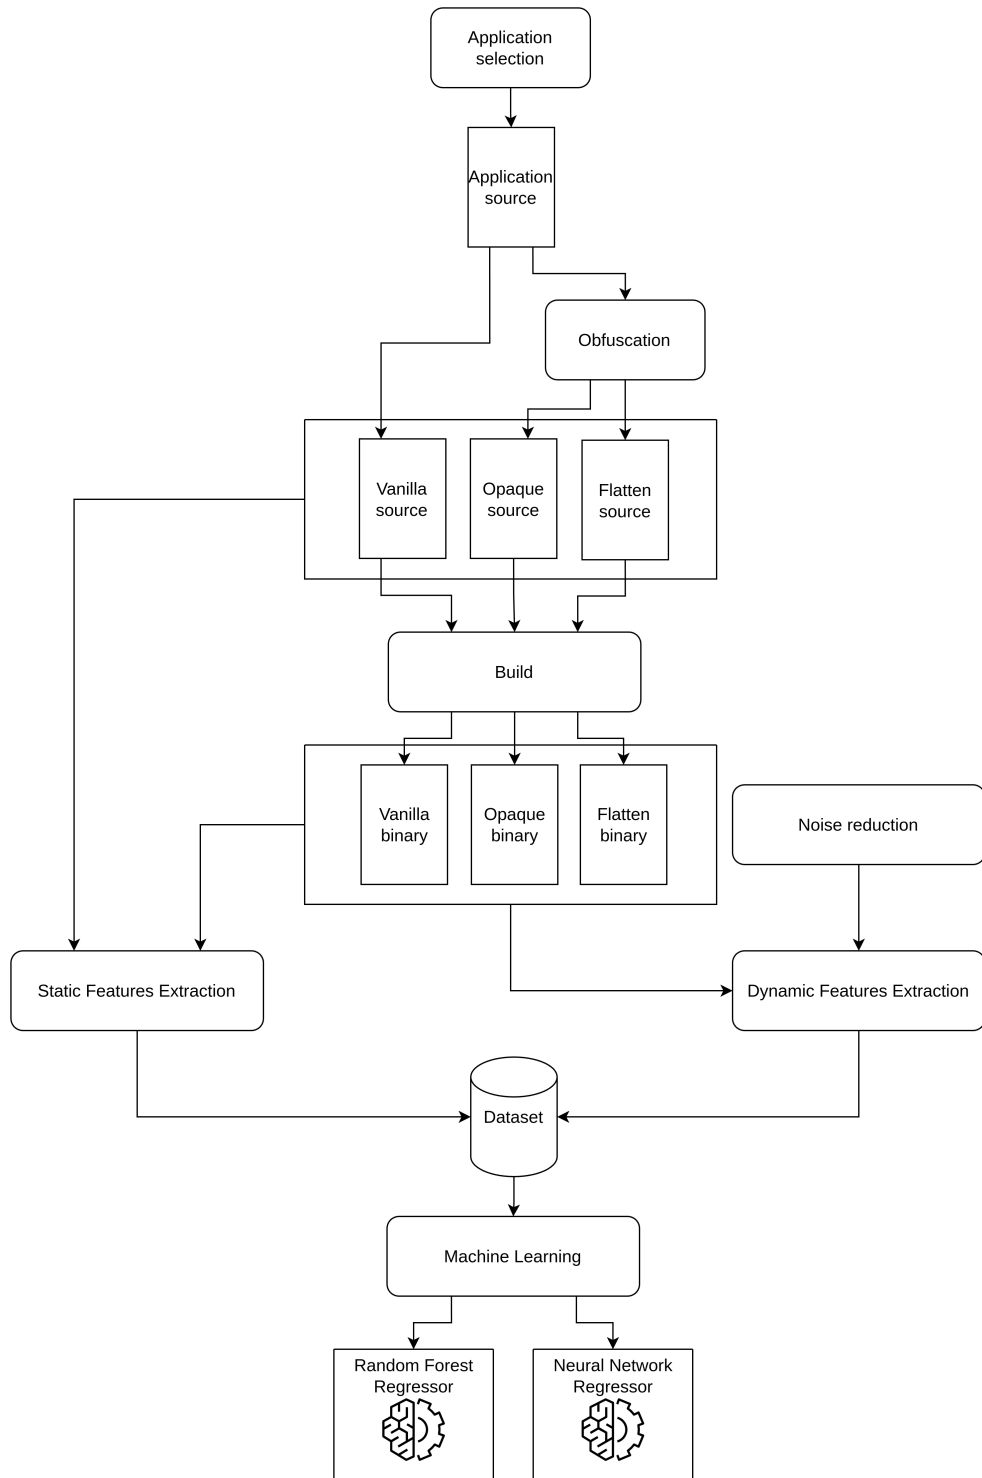 Application
selection
Application
source
Obfuscation
Vanilla
source
Opaque
source
Flatten
source
Build
Vanilla
binary
Opaque
binary
Flatten
binary
Noise reduction
Static Features Extraction
Dynamic Features Extraction
Dataset
Machine Learning
Random Forest
Regressor
Neural Network
Regressor